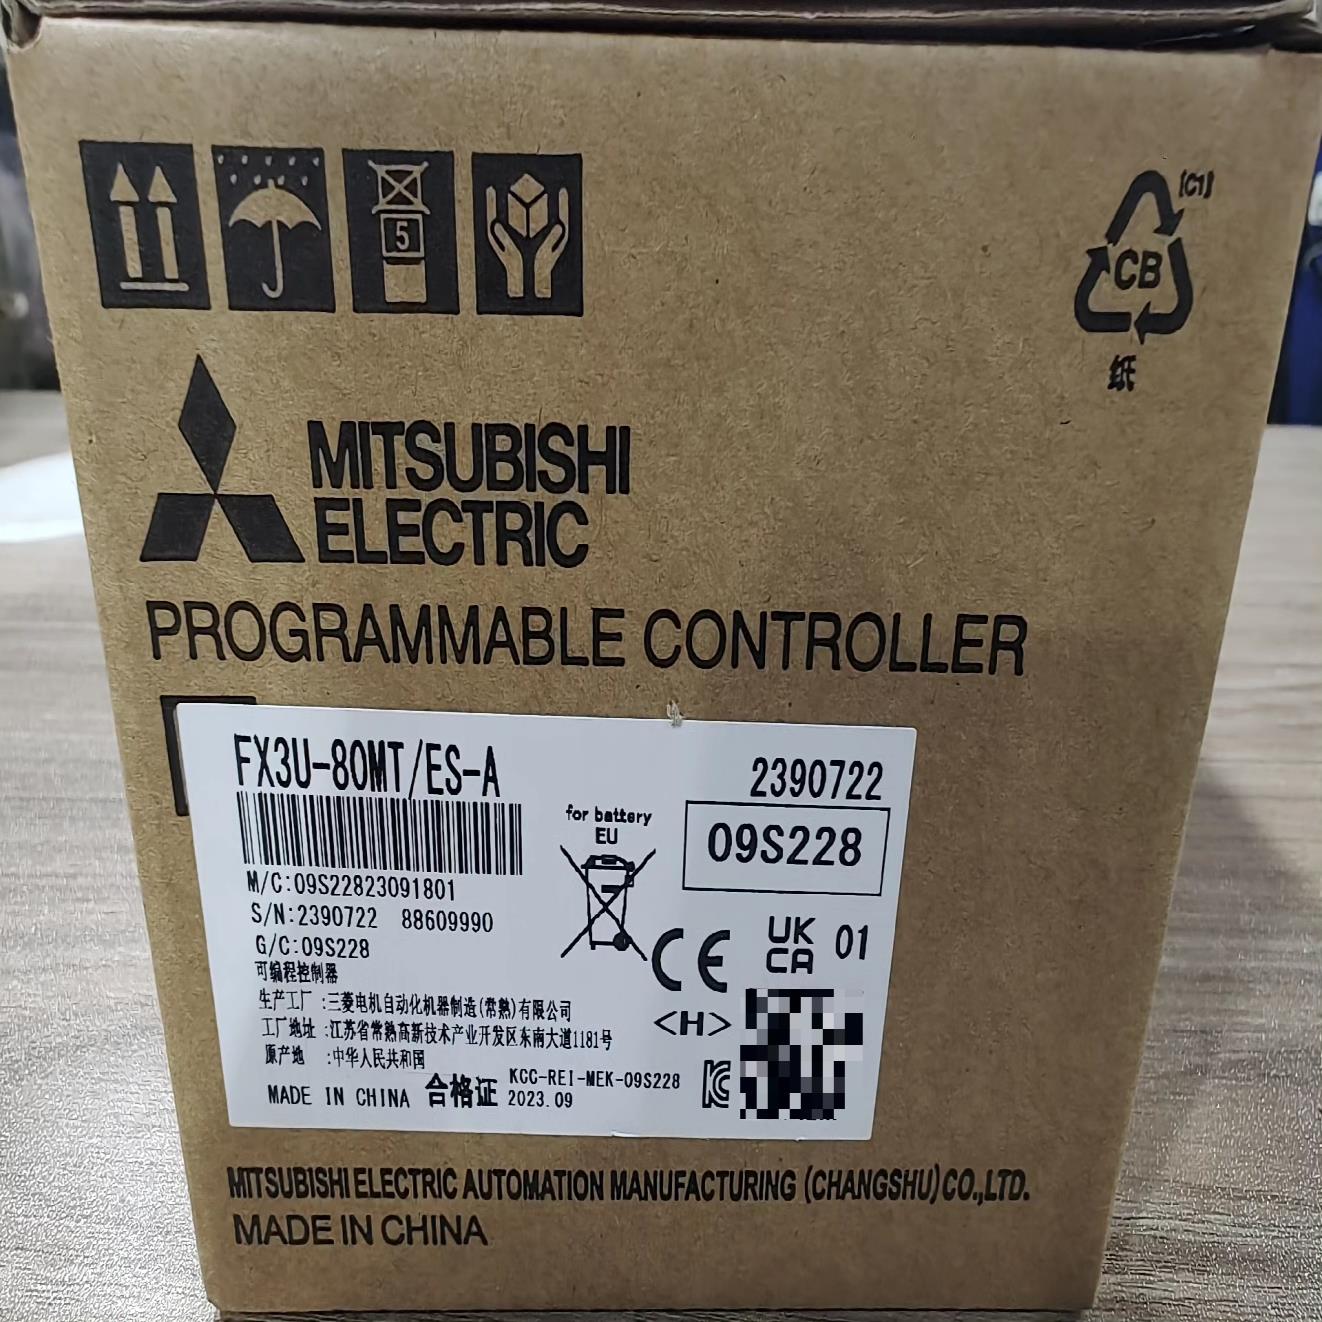 5
[C1]
CB
纸
MITSUBISHI
ELECTRIC
PROGRAMMABLE CONTROLLER
FX3U-80MT/ES-A
2390722
for battery
EU
09S228
M/C:09S22823091801
S/N:2390722 88609990
G/C:09S228
可编程控制器
CE
UK
CA
01
生产工厂 :三菱电机自动化机器制造(常熟)有限公司
<H>
工厂地址 :江苏省常熟高新技术产业开发区东南大道1181号
原产地 :中华人民共和国
MADE IN CHINA 合格证
KCC-REI-MEK-09S228
2023.09
MITSUBISHI ELECTRIC AUTOMATION MANUFACTURING (CHANGSHU) CO.,LTD.
MADE IN CHINA